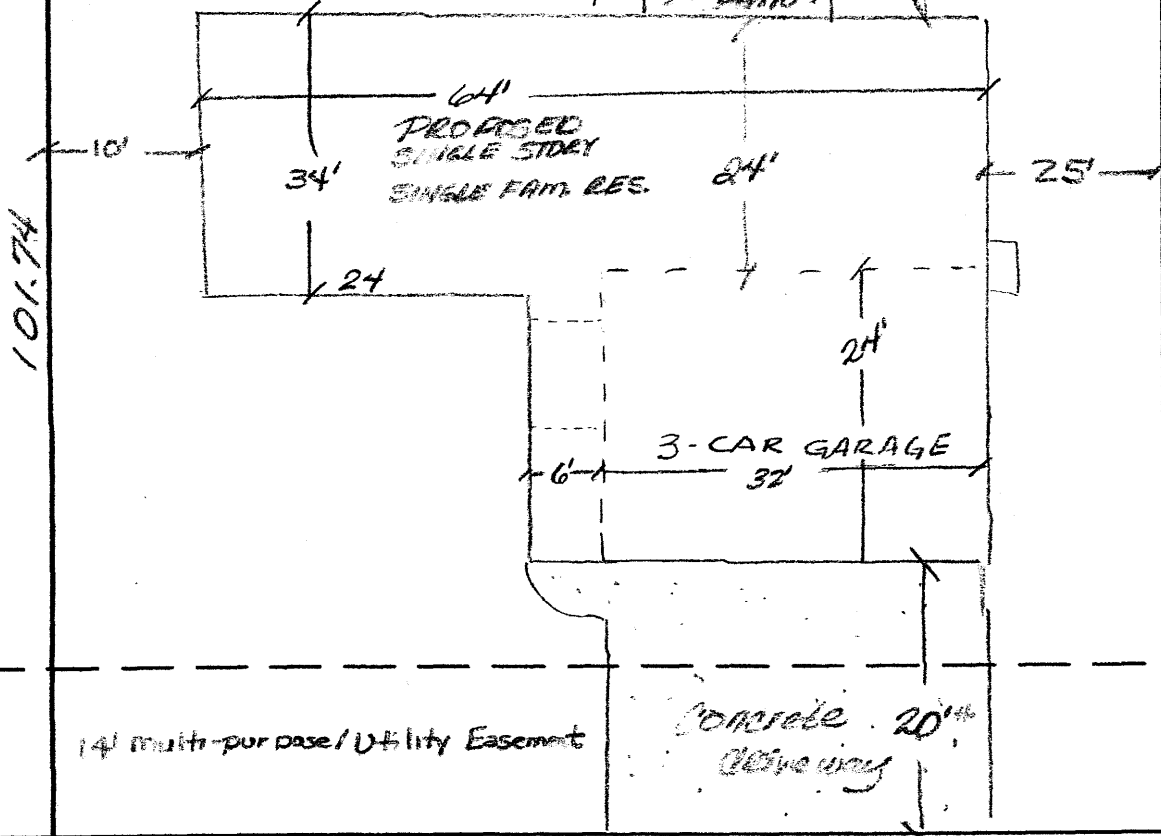 64'
PROPOSED
SINGLE STORY
SINGLE FAM. RES.
10'
34'
24'
25'
101.74
24
24'
3-CAR GARAGE
6'
32'
14' multi-purpose/Utility Easement
Concrete
driveway
20'±